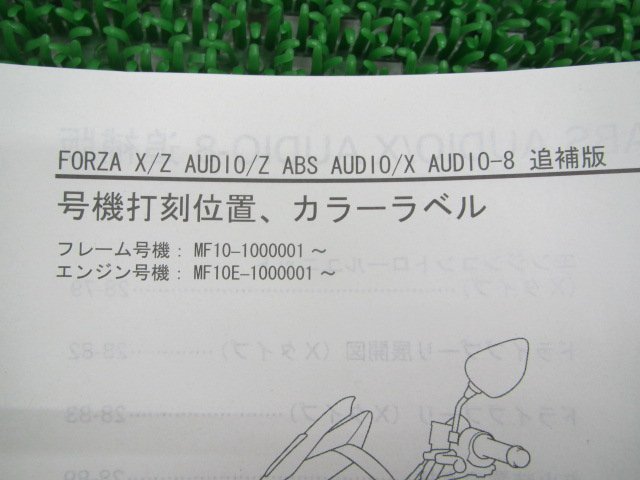 FORZA X/Z AUDIO/Z ABS AUDIO/X AUDIO-8 追補版
号機打刻位置、カラーラベル
フレーム号機： MF10-1000001 ～
エンジン号機： MF10E-1000001 ～